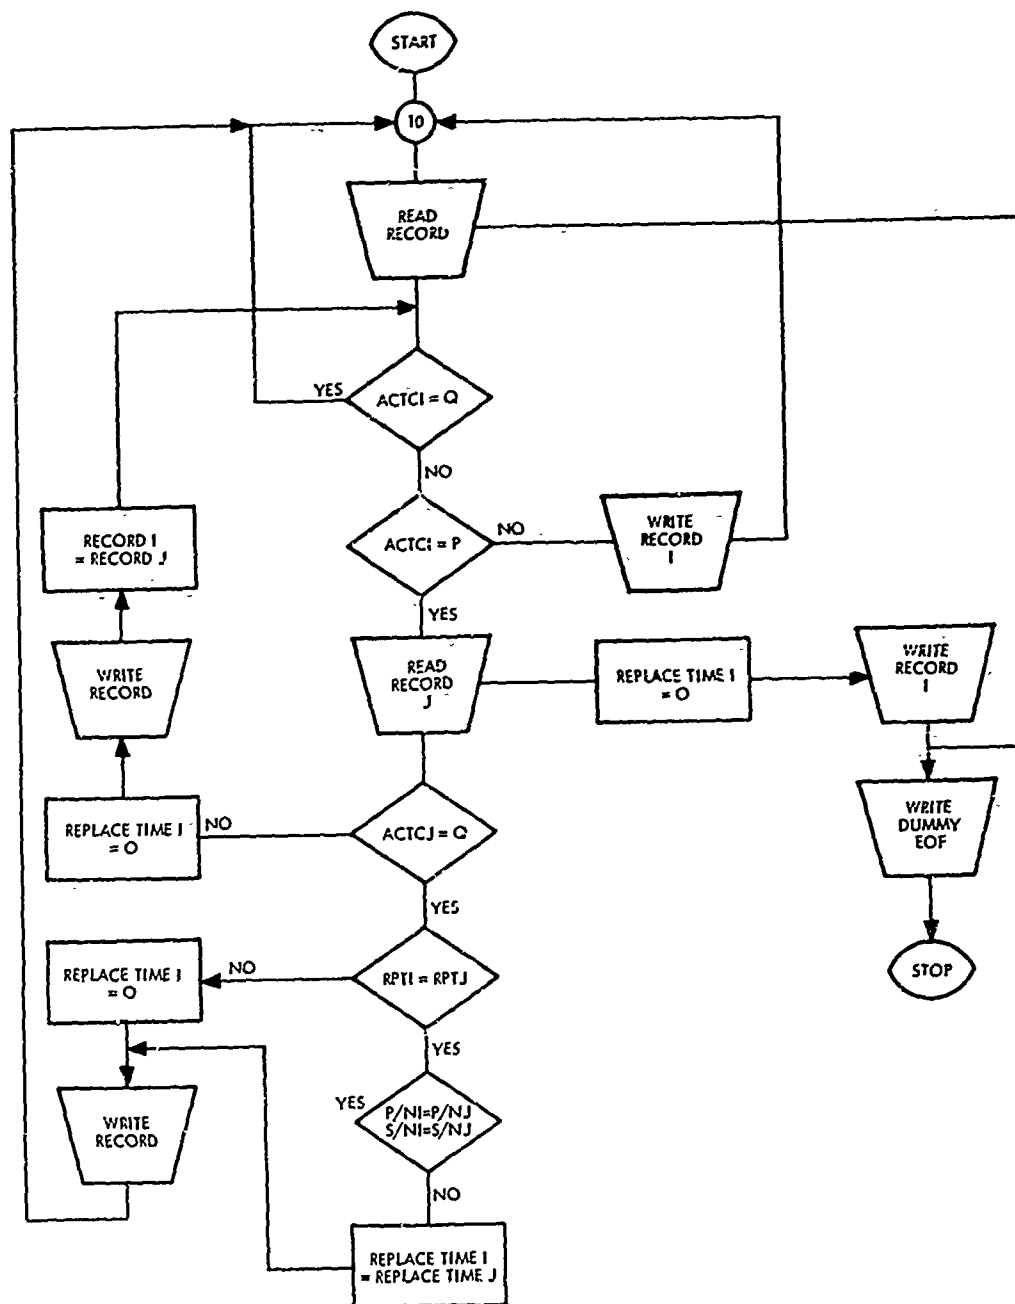 START
10
READ
RECORD
YES
ACTCI = Q
NO
RECORD I
= RECORD J
ACTCI = P
NO
WRITE
RECORD
I
YES
WRITE
RECORD
READ
RECORD
J
REPLACE TIME I
= O
WRITE
RECORD
I
REPLACE TIME I
= O
NO
ACTCJ = Q
WRITE
DUMMY
EOF
YES
REPLACE TIME I
= O
NO
RPTI = RPTJ
STOP
YES
WRITE
RECORD
YES
P/NI=P/NJ
S/NI=S/NJ
NO
REPLACE TIME I
= REPLACE TIME J